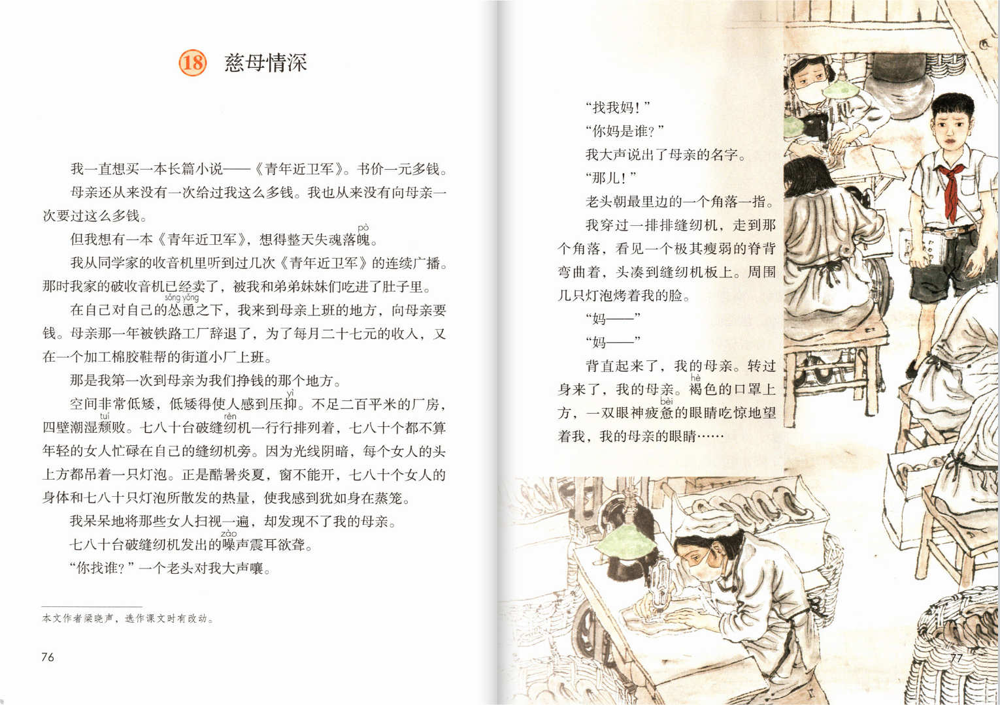 18 慈母情深
我一直想买一本长篇小说——《青年近卫军》。书价一元多钱。
母亲还从来没有一次给过我这么多钱。我也从来没有向母亲一
次要过这么多钱。
pò
但我想有一本《青年近卫军》，想得整天失魂落魄。
我从同学家的收音机里听到过几次《青年近卫军》的连续广播。
那时我家的破收音机已经卖了，被我和弟弟妹妹们吃进了肚子里。
sǒng yǒng
在自己对自己的怂恿之下，我来到母亲上班的地方，向母亲要
钱。母亲那一年被铁路工厂辞退了，为了每月二十七元的收入，又
在一个加工棉胶鞋帮的街道小厂上班。
那是我第一次到母亲为我们挣钱的那个地方。
yì
空间非常低矮，低矮得使人感到压抑。不足二百平米的厂房，
tuí rèn
四壁潮湿颓败。七八十台破缝纫机一行行排列着，七八十个都不算
年轻的女人忙碌在自己的缝纫机旁。因为光线阴暗，每个女人的头
上方都吊着一只灯泡。正是酷暑炎夏，窗不能开，七八十个女人的
身体和七八十只灯泡所散发的热量，使我感到犹如身在蒸笼。
我呆呆地将那些女人扫视一遍，却发现不了我的母亲。
zào
七八十台破缝纫机发出的噪声震耳欲聋。
“你找谁？”一个老头对我大声嚷。
本文作者梁晓声，选作课文时有改动。
76
“找我妈！”
“你妈是谁？”
我大声说出了母亲的名字。
“那儿！”
老头朝最里边的一个角落一指。
我穿过一排排缝纫机，走到那
个角落，看见一个极其瘦弱的脊背
弯曲着，头凑到缝纫机板上。周围
几只灯泡烤着我的脸。
“妈——”
“妈——”
背直起来了，我的母亲。转过
hè
身来了，我的母亲。褐色的口罩上
bèi
方，一双眼神疲惫的眼睛吃惊地望
着我，我的母亲的眼睛……
77